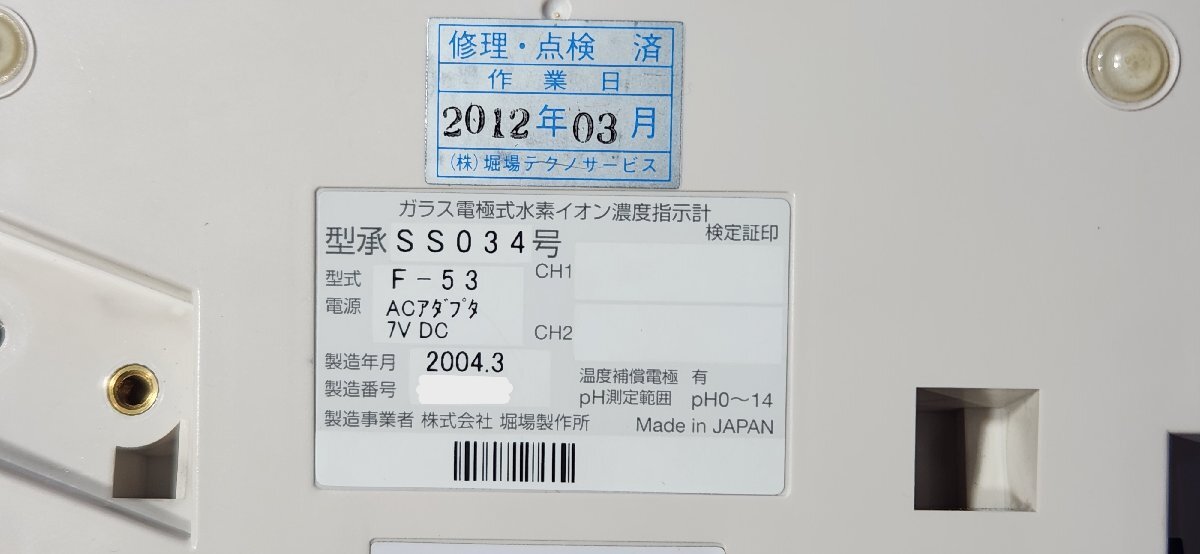 修理・点検 済
作業日
2012年03月
(株)堀場テクノサービス
ガラス電極式水素イオン濃度指示計
型承SS034号
検定証印
型式 F-53
CH1
電源 ACアダプタ
7V DC
CH2
製造年月 2004.3
製造番号
温度補償電極 有
pH測定範囲 pH0～14
製造事業者 株式会社 堀場製作所
Made in JAPAN